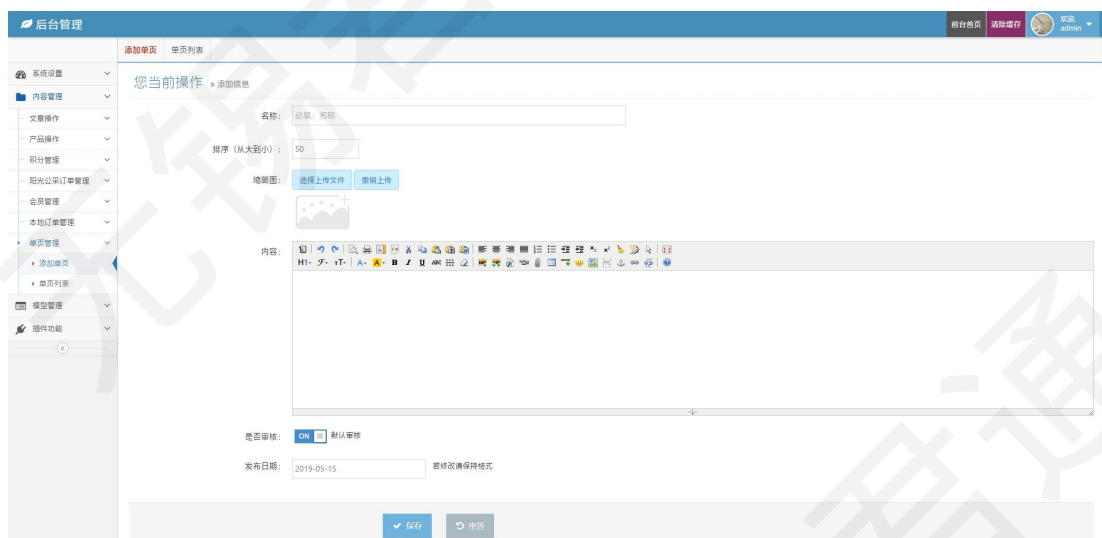 后台管理
前台首页 清除缓存 欢迎, admin
添加单页 单页列表
系统设置
内容管理
文章操作
产品操作
积分管理
阳光公采订单管理
会员管理
本地订单管理
单页管理
添加单页
单页列表
模型管理
插件功能
您当前操作 » 添加信息
名称: 必填：名称
排序（从大到小）: 50
缩略图: 选择上传文件 撤销上传
内容:
H1 F TT A A B I U ABC
是否审核: ON 默认审核
发布日期: 2019-05-15 若修改请保持格式
保存 重置
无锡君通